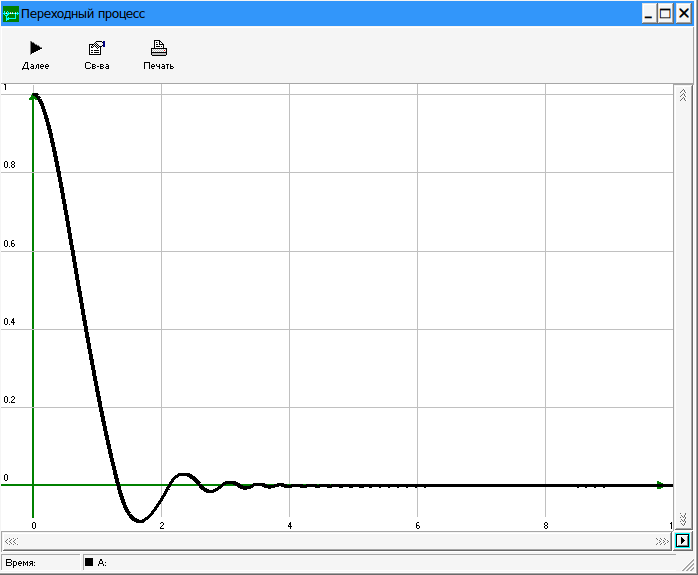 Переходный процесс
Далее
Св-ва
Печать
1
0.8
0.6
0.4
0.2
0
0 2 4 6 8 1
Время:
A: